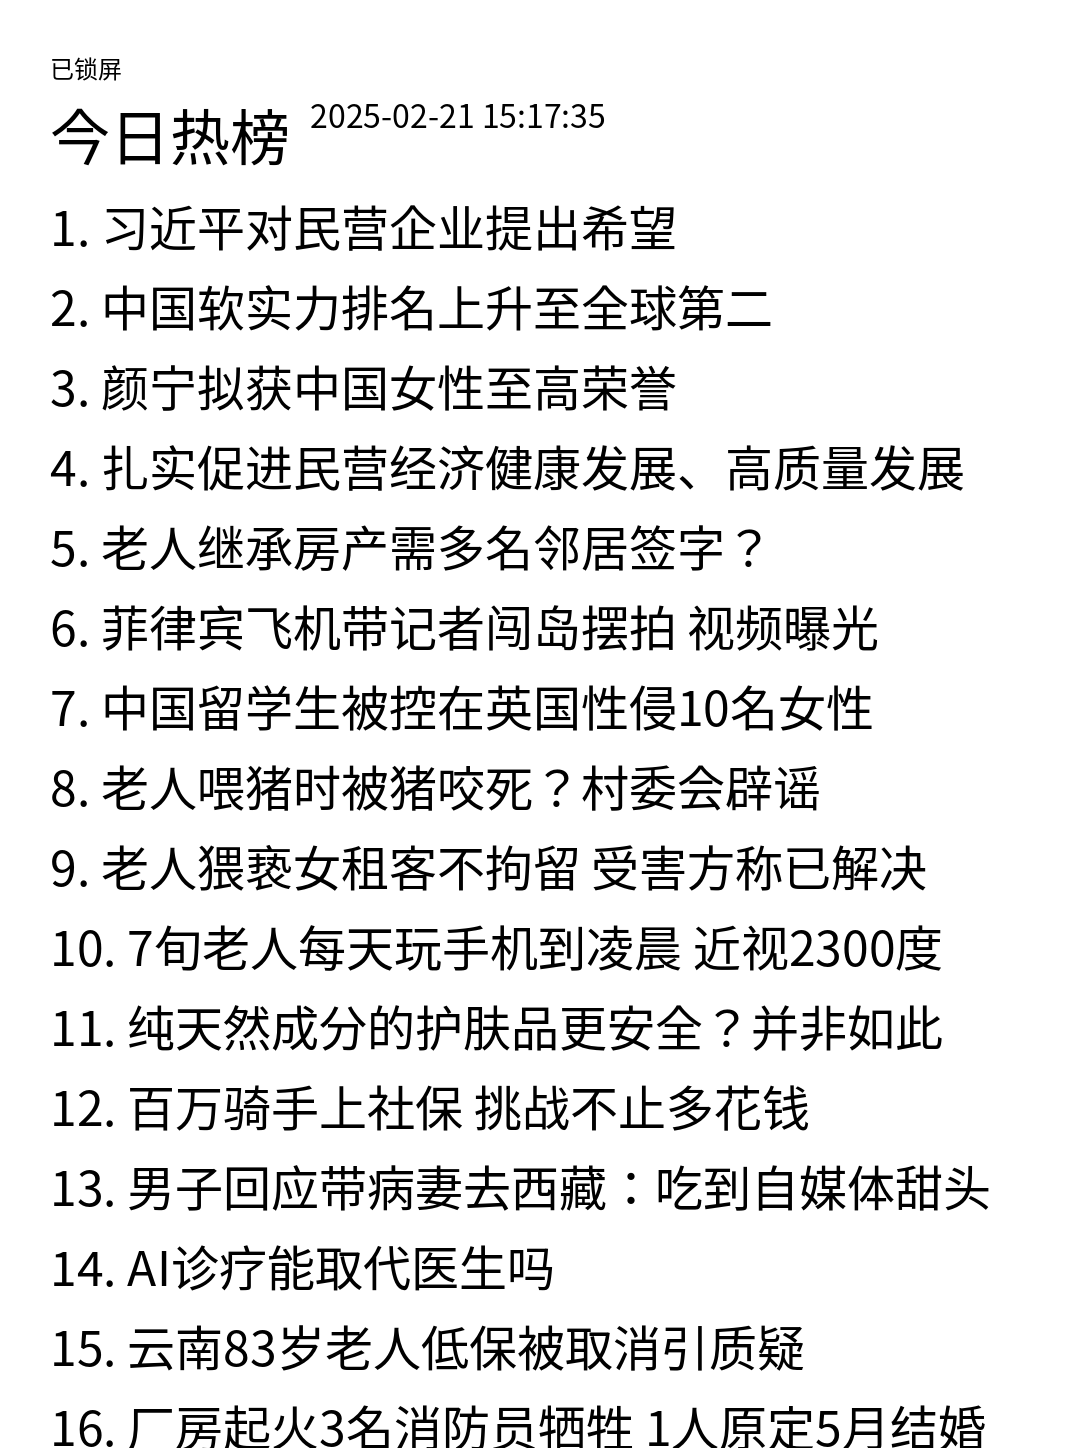 已锁屏
今日热榜 2025-02-21 15:17:35
1. 习近平对民营企业提出希望
2. 中国软实力排名上升至全球第二
3. 颜宁拟获中国女性至高荣誉
4. 扎实促进民营经济健康发展、高质量发展
5. 老人继承房产需多名邻居签字？
6. 菲律宾飞机带记者闯岛摆拍 视频曝光
7. 中国留学生被控在英国性侵10名女性
8. 老人喂猪时被猪咬死？村委会辟谣
9. 老人猥亵女租客不拘留 受害方称已解决
10. 7旬老人每天玩手机到凌晨 近视2300度
11. 纯天然成分的护肤品更安全？并非如此
12. 百万骑手上社保 挑战不止多花钱
13. 男子回应带病妻去西藏：吃到自媒体甜头
14. AI诊疗能取代医生吗
15. 云南83岁老人低保被取消引质疑
16. 厂房起火3名消防员牺牲 1人原定5月结婚